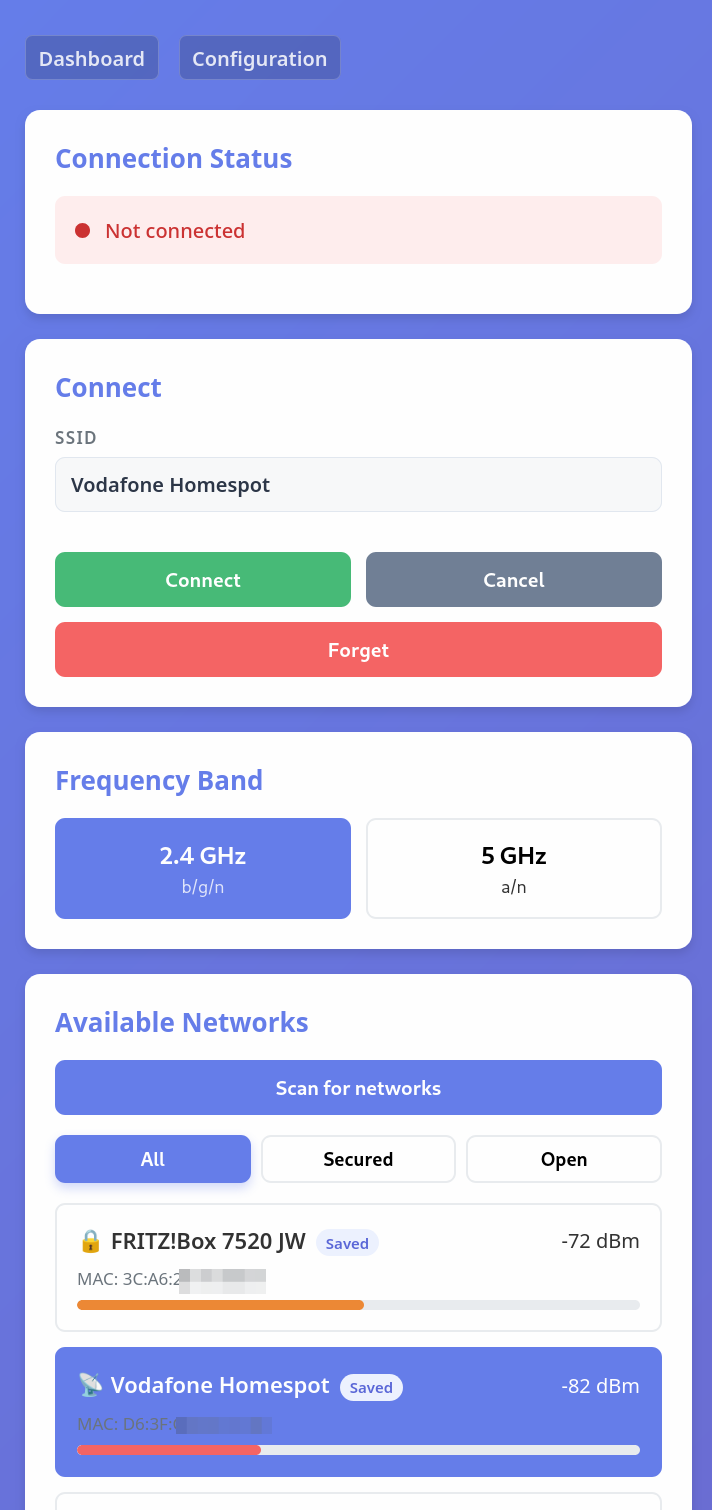 Dashboard Configuration
Connection Status
Not connected
Connect
SSID
Vodafone Homespot
Connect Cancel
Forget
Frequency Band
2.4 GHz 5 GHz
b/g/n a/n
Available Networks
Scan for networks
All Secured Open
FRITZ!Box 7520 JW Saved -72 dBm
MAC: 3C:A6:2
Vodafone Homespot Saved -82 dBm
MAC: D6:3F: